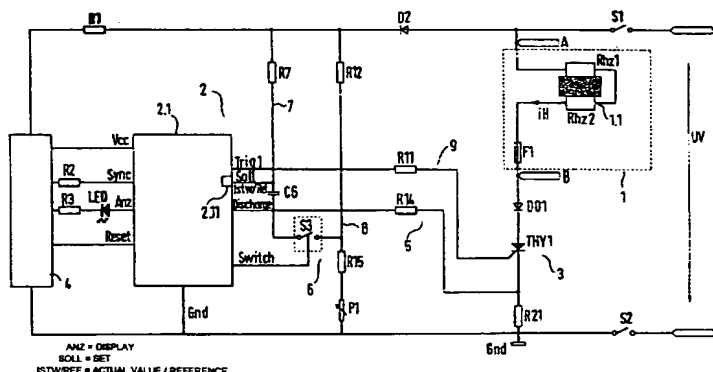 R1
D2
S1
A
Rhz1
R7
R12
2
7
2.1
1.1
iH
Rhz2
UV
Vcc
Trig1
R11
9
F1
R2
Sync
Soll
Istw/ref
2.11
C6
B
1
R3
LED
Anz
Discharge
R14
DD1
8
5
S3
THY1
3
Reset
Switch
6
4
R15
Gnd
P1
R21
S2
Gnd
ANZ = DISPLAY
SOLL = SET
ISTW/REF = ACTUAL VALUE / REFERENCE